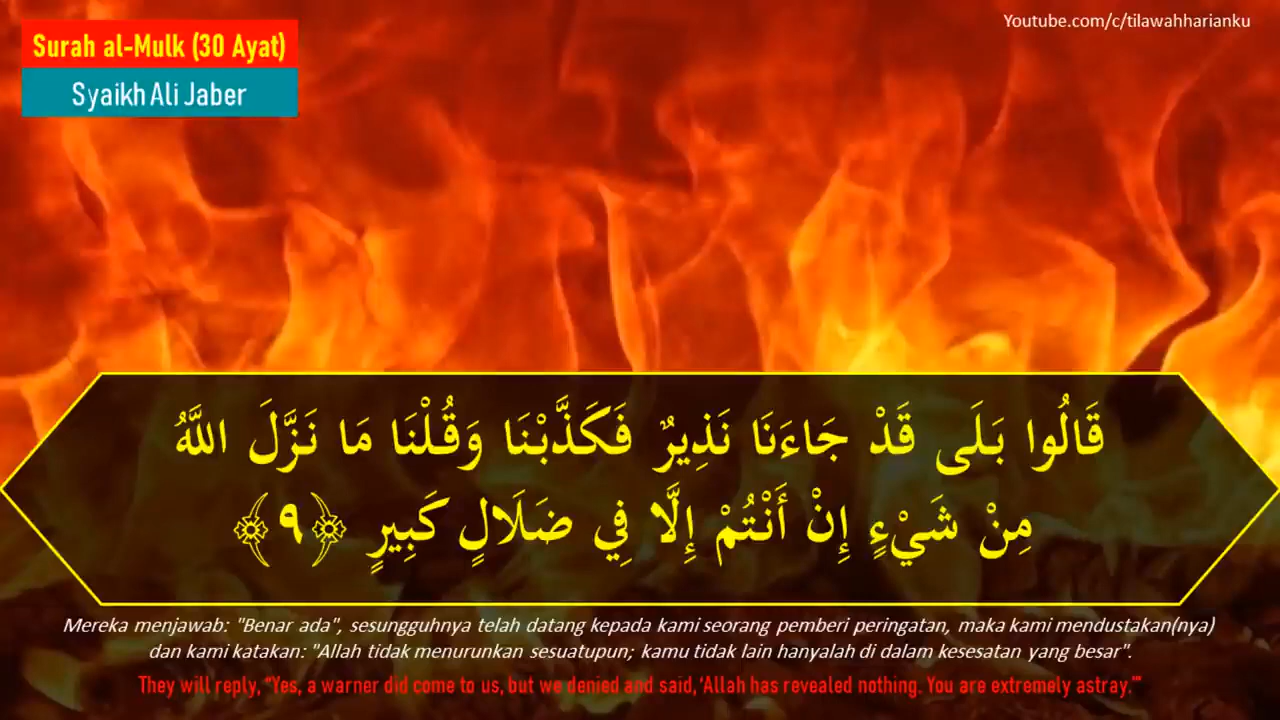 Surah al-Mulk (30 Ayat)
Syaikh Ali Jaber
Youtube.com/c/tilawahharianku
قَالُوا بَلَى قَدْ جَاءَنَا نَذِيرٌ فَكَذَّبْنَا وَقُلْنَا مَا نَزَّلَ اللَّهُ
مِنْ شَيْءٍ إِنْ أَنْتُمْ إِلَّا فِي ضَلَالٍ كَبِيرٍ ﴿٩﴾
Mereka menjawab: "Benar ada", sesungguhnya telah datang kepada kami seorang pemberi peringatan, maka kami mendustakan(nya)
dan kami katakan: "Allah tidak menurunkan sesuatupun; kamu tidak lain hanyalah di dalam kesesatan yang besar".
They will reply, “Yes, a warner did come to us, but we denied and said, ‘Allah has revealed nothing. You are extremely astray.’”